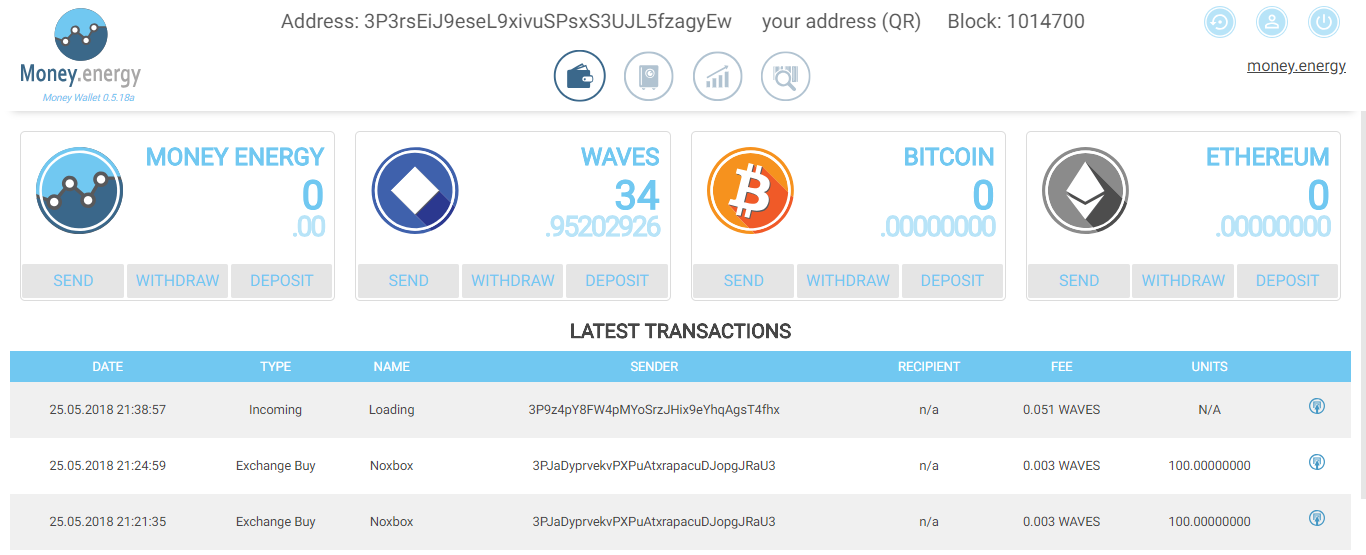 Address: 3P3rsEiJ9eseL9xivuSPsxS3UJL5fzagyEw your address (QR) Block: 1014700
Money.energy
Money Wallet 0.5.18a
money.energy
MONEY ENERGY
0
.00
SEND WITHDRAW DEPOSIT
WAVES
34
.95202926
SEND WITHDRAW DEPOSIT
BITCOIN
0
.00000000
SEND WITHDRAW DEPOSIT
ETHEREUM
0
.00000000
SEND WITHDRAW DEPOSIT
LATEST TRANSACTIONS
DATE TYPE NAME SENDER RECIPIENT FEE UNITS
25.05.2018 21:38:57 Incoming Loading 3P9z4pY8FW4pMYoSrzJHix9eYhqAgsT4fhx n/a 0.051 WAVES N/A
25.05.2018 21:24:59 Exchange Buy Noxbox 3PJaDyprvekvPXPuAtxrapacuDJopgJRaU3 n/a 0.003 WAVES 100.00000000
25.05.2018 21:21:35 Exchange Buy Noxbox 3PJaDyprvekvPXPuAtxrapacuDJopgJRaU3 n/a 0.003 WAVES 100.00000000